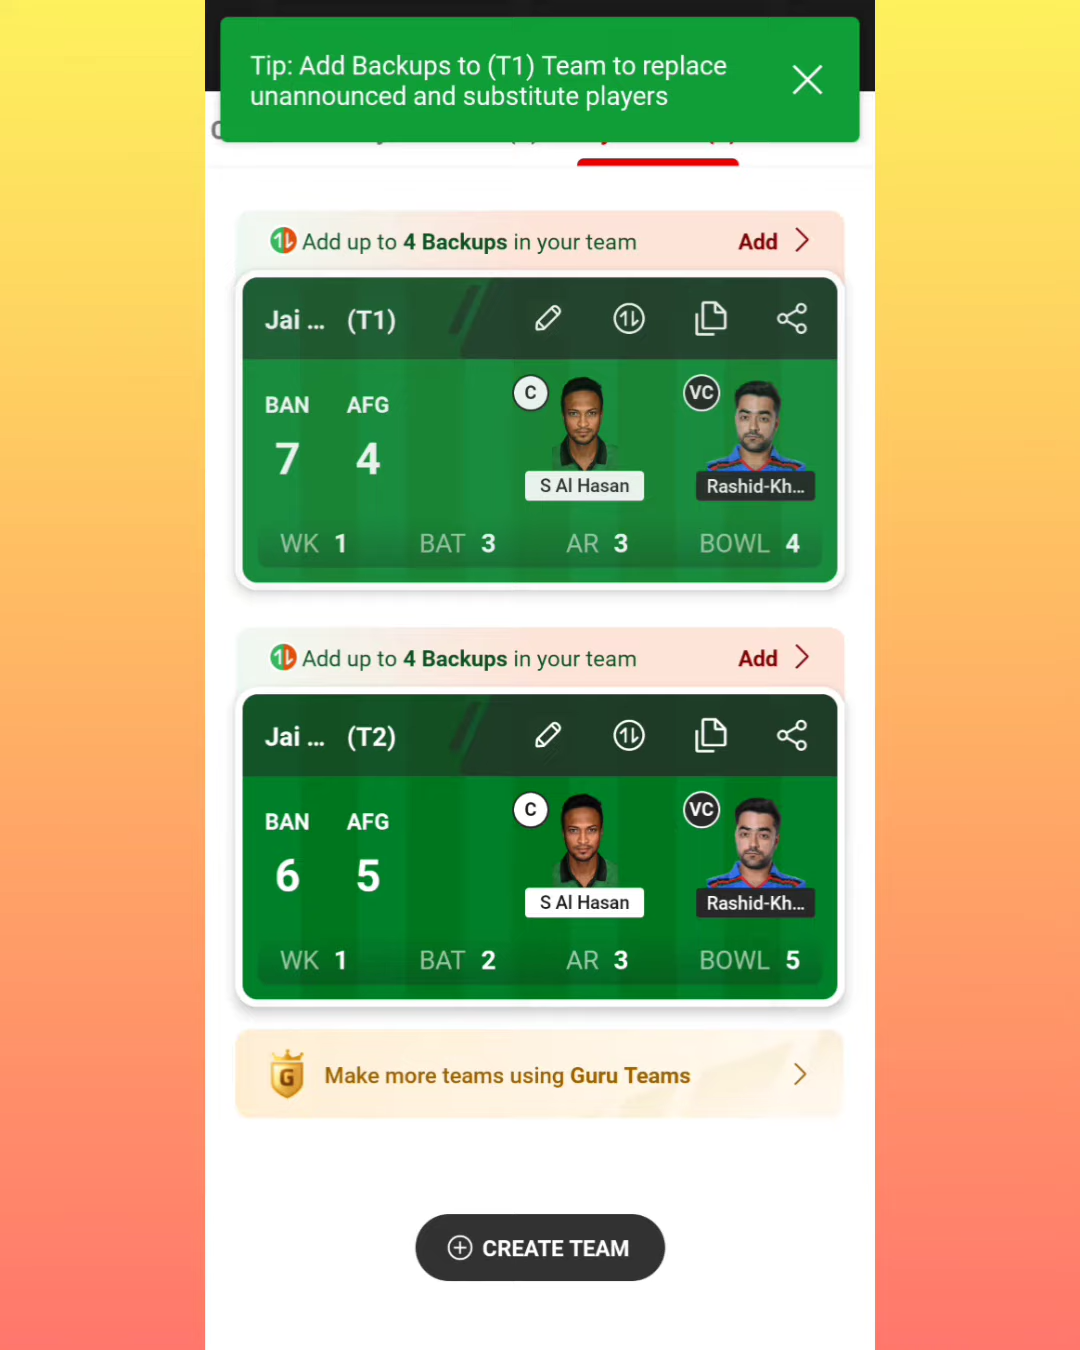 Tip: Add Backups to (T1) Team to replace
unannounced and substitute players
Add up to 4 Backups in your team Add
Jai ... (T1)
BAN AFG
7 4
C
VC
S Al Hasan
Rashid-Kh...
WK 1 BAT 3 AR 3 BOWL 4
Add up to 4 Backups in your team Add
Jai ... (T2)
BAN AFG
6 5
C
VC
S Al Hasan
Rashid-Kh...
WK 1 BAT 2 AR 3 BOWL 5
G
Make more teams using Guru Teams
CREATE TEAM